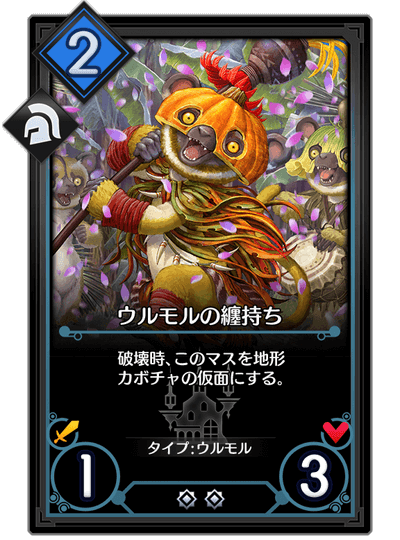 2
ウルモルの纏持ち
破壊時、このマスを地形
カボチャの仮面にする。
タイプ:ウルモル
1
3